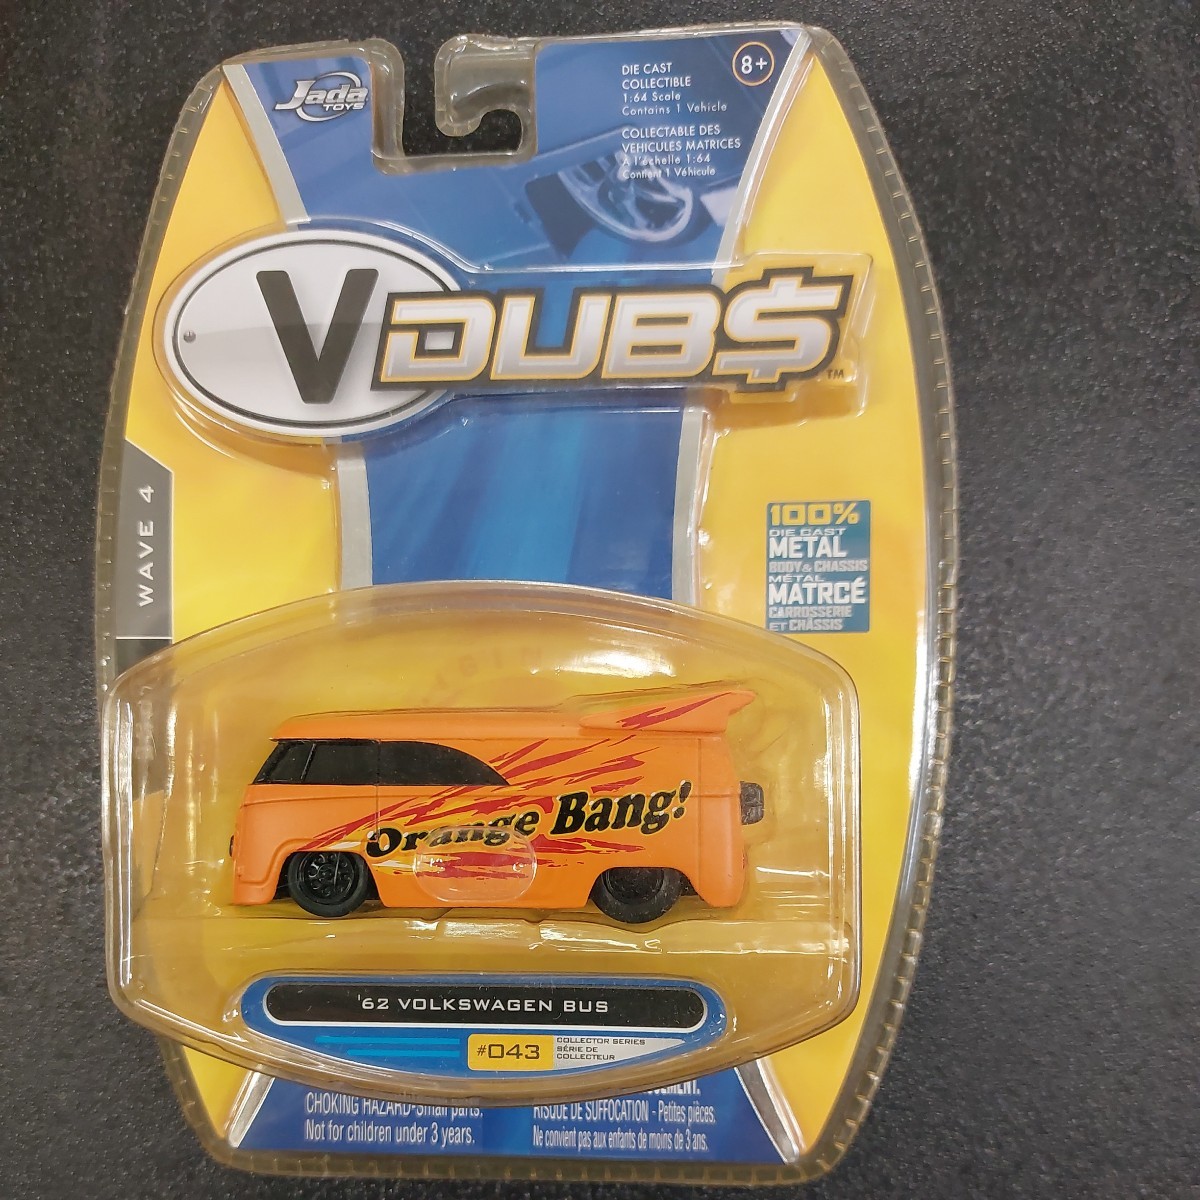 Jada
TOYS
DIE CAST
COLLECTIBLE
1:64 Scale
Contains 1 Vehicle
COLLECTABLE DES
VEHICULES MATRICES
À l'échelle 1:64
Contient 1 Véhicule
8+
V DUB$ ™
WAVE 4
100%
DIE CAST
METAL
BODY & CHASSIS
MÉTAL
MATRCÉ
CARROSSERIE
ET CHÂSSIS
Orange Bang!
'62 VOLKSWAGEN BUS
#043
COLLECTOR SERIES
SÉRIE DE
COLLECTEUR
CHOKING HAZARD-Small parts.
Not for children under 3 years.
RISQUE DE SUFFOCATION - Petites pièces.
Ne convient pas aux enfants de moins de 3 ans.